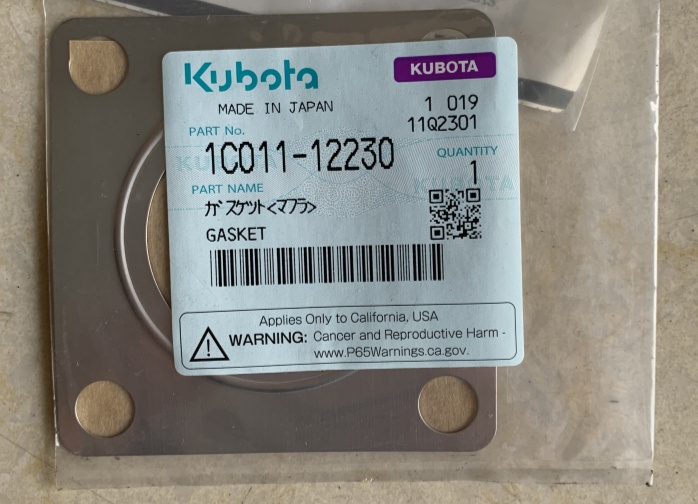 Kubota
KUBOTA
MADE IN JAPAN
1 019
11Q2301
PART No.
1C011-12230
QUANTITY
1
PART NAME
ガスケット<マフラ>
GASKET
Applies Only to California, USA
WARNING: Cancer and Reproductive Harm -
www.P65Warnings.ca.gov.